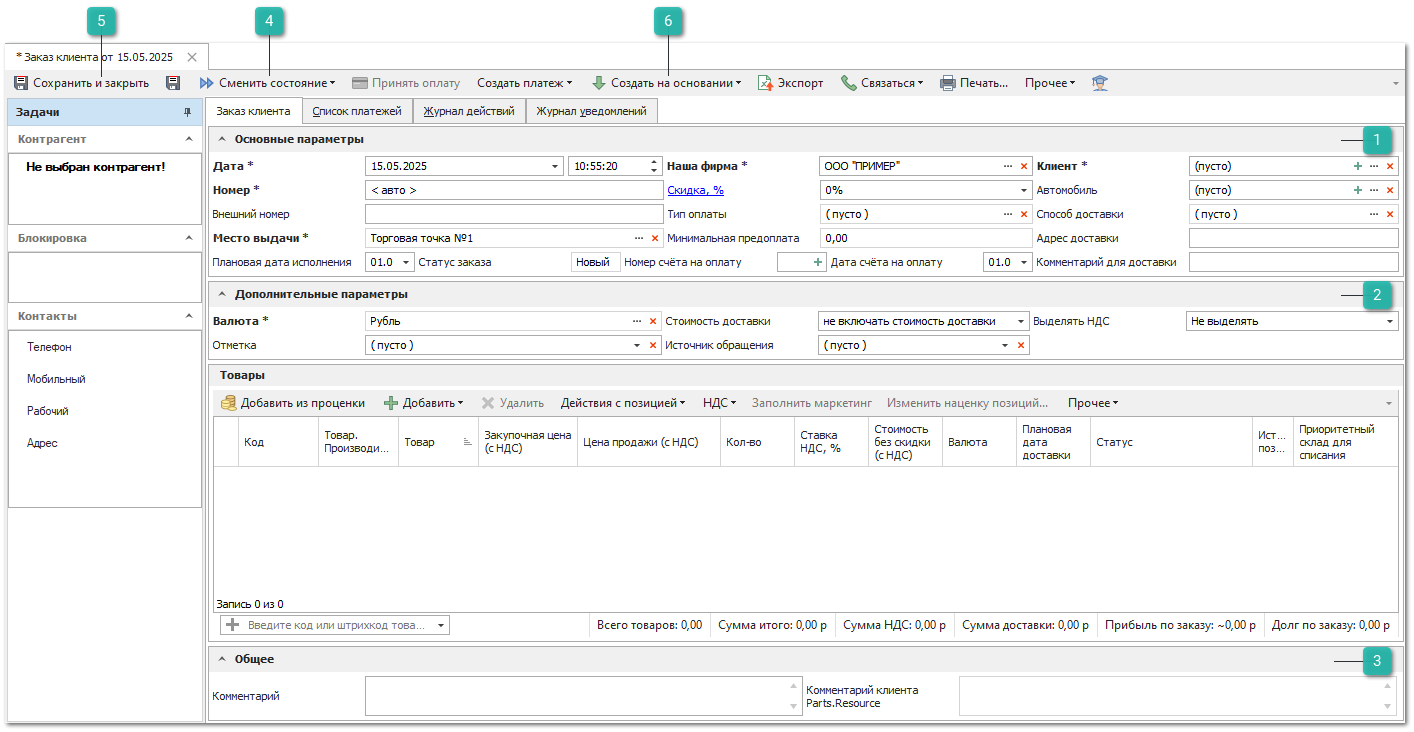 5
4
6
* Заказ клиента от 15.05.2025
Сохранить и закрыть
Сменить состояние
Принять оплату
Создать платеж
Создать на основании
Экспорт
Связаться
Печать...
Прочее
Задачи
Контрагент
Не выбран контрагент!
Блокировка
Контакты
Телефон
Мобильный
Рабочий
Адрес
Заказ клиента
Список платежей
Журнал действий
Журнал уведомлений
Основные параметры
1
Дата * 15.05.2025 10:55:20 Наша фирма * ООО "ПРИМЕР" Клиент * (пусто)
Номер * < авто > Скидка, % 0% Автомобиль (пусто)
Внешний номер Тип оплаты ( пусто ) Способ доставки ( пусто )
Место выдачи * Торговая точка №1 Минимальная предоплата 0,00 Адрес доставки
Плановая дата исполнения 01.0 Статус заказа Новый Номер счёта на оплату Дата счёта на оплату 01.0 Комментарий для доставки
Дополнительные параметры
2
Валюта * Рубль Стоимость доставки не включать стоимость доставки Выделять НДС Не выделять
Отметка ( пусто ) Источник обращения ( пусто )
Товары
Добавить из проценки Добавить Удалить Действия с позицией НДС Заполнить маркетинг Изменить наценку позиций... Прочее
Код
Товар.
Производи...
Товар
Закупочная цена
(с НДС)
Цена продажи (с НДС)
Кол-во
Ставка
НДС, %
Стоимость
без скидки
(с НДС)
Валюта
Плановая
дата
доставки
Статус
Ист...
поз...
Приоритетный
склад для
списания
Запись 0 из 0
Введите код или штрихкод това...
Всего товаров: 0,00 Сумма итого: 0,00 р Сумма НДС: 0,00 р Сумма доставки: 0,00 р Прибыль по заказу: ~0,00 р Долг по заказу: 0,00 р
Общее
3
Комментарий
Комментарий клиента
Parts.Resource